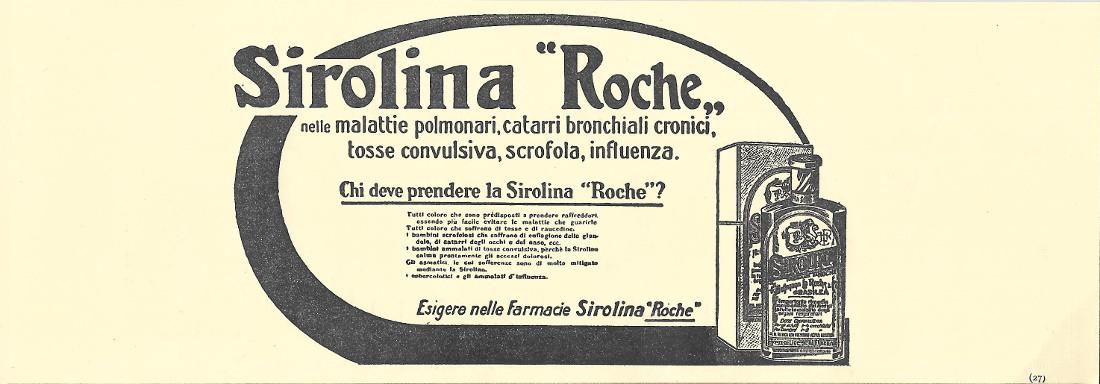 Sirolina "Roche„
nelle malattie polmonari, catarri bronchiali cronici,
tosse convulsiva, scrofola, influenza.
Chi deve prendere la Sirolina "Roche"?
Tutti coloro che sono predisposti a prendere raffreddori,
essendo più facile evitare le malattie che guarirle
Tutti coloro che soffrono di tosse e di raucedine.
I bambini scrofolosi che soffrono di enfiagione delle glan-
dole, di catarri degli occhi e del naso, ecc.
I bambini ammalati di tosse convulsiva, perchè la Sirolina
calma prontamente gli accessi dolorosi.
Gli asmatici, le cui sofferenze sono di molto mitigate
mediante la Sirolina.
I tubercolotici e gli ammalati d'influenza.
Esigere nelle Farmacie Sirolina "Roche"
SIROLINA
BASILEA
(27)